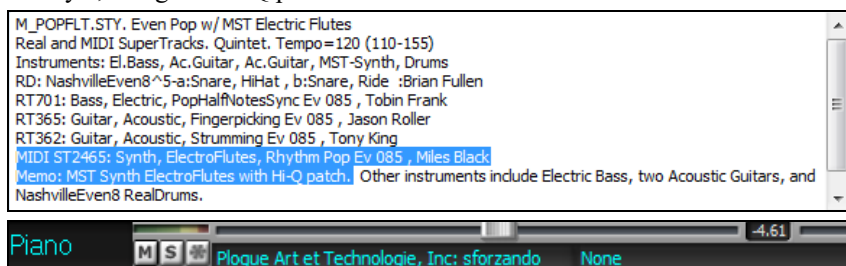 M_POPFLT.STY. Even Pop w/ MST Electric Flutes
Real and MIDI SuperTracks. Quintet. Tempo=120 (110-155)
Instruments: El.Bass, Ac.Guitar, Ac.Guitar, MST-Synth, Drums
RD: NashvilleEven8^5-a:Snare, HiHat , b:Snare, Ride :Brian Fullen
RT701: Bass, Electric, PopHalfNotesSync Ev 085 , Tobin Frank
RT365: Guitar, Acoustic, Fingerpicking Ev 085 , Jason Roller
RT362: Guitar, Acoustic, Strumming Ev 085 , Tony King
MIDI ST2465: Synth, ElectroFlutes, Rhythm Pop Ev 085 , Miles Black
Memo: MST Synth ElectroFlutes with Hi-Q patch. Other instruments include Electric Bass, two Acoustic Guitars, and
NashvilleEven8 RealDrums.
-4.61
Piano M S Plogue Art et Technologie, Inc: sforzando None